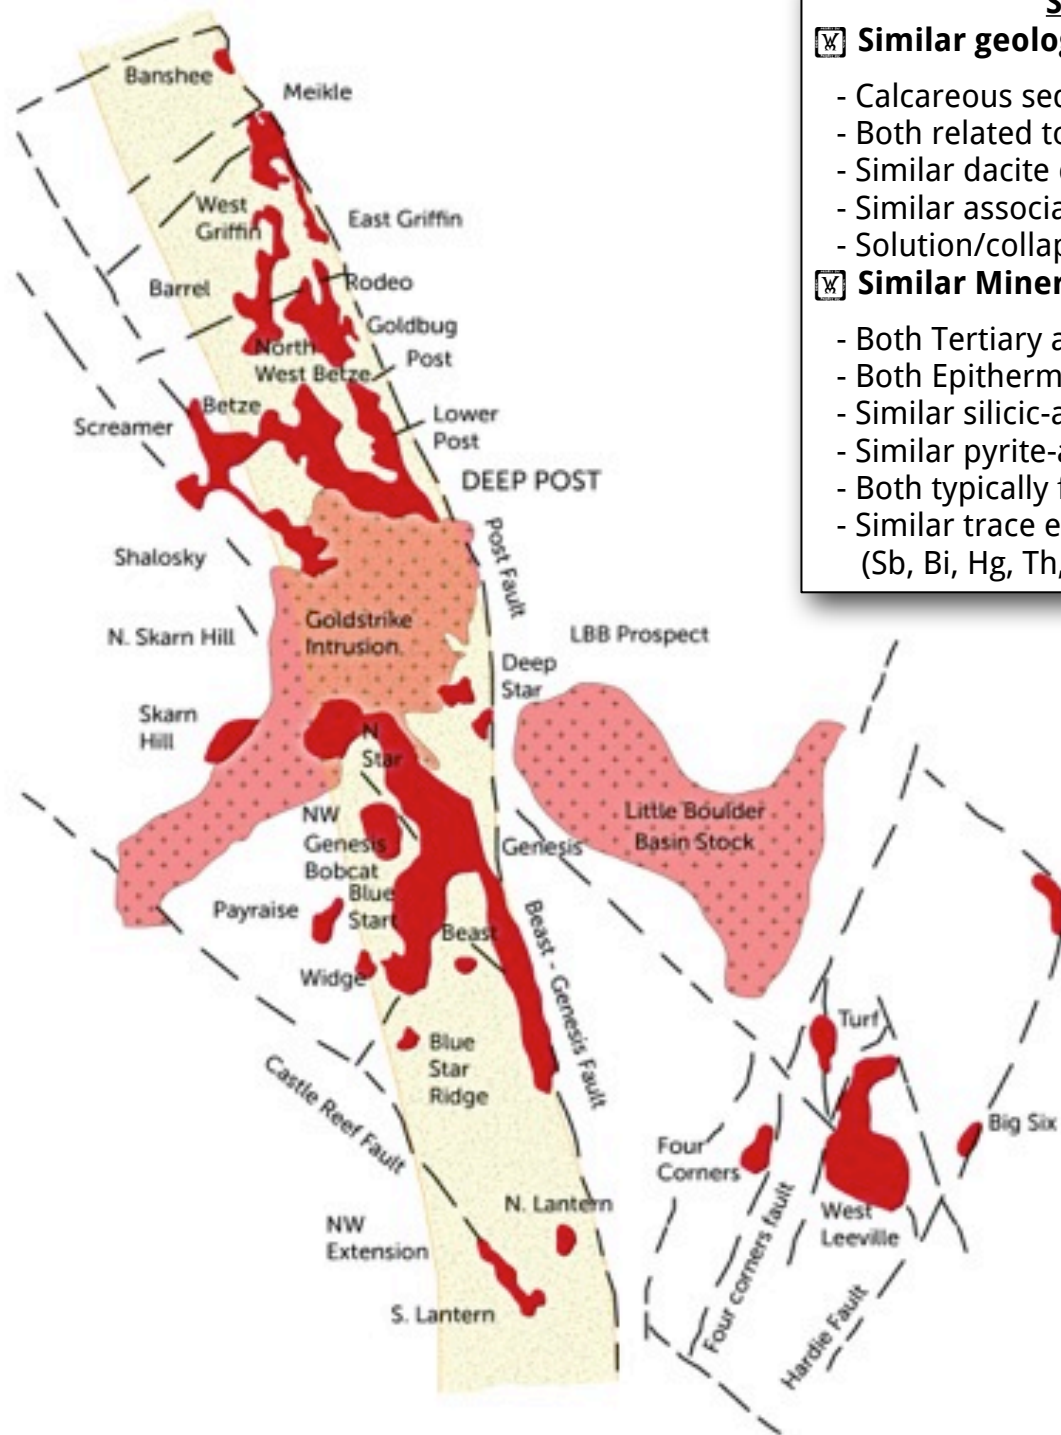 Banshee
Meikle
West
Griffin
East Griffin
Barrel
Rodeo
Goldbug
North
West Betze
Post
Betze
Screamer
Lower
Post
DEEP POST
Post Fault
Shalosky
Goldstrike
Intrusion
N. Skarn Hill
LBB Prospect
Deep
Star
Skarn
Hill
N
Star
Little Boulder
Basin Stock
NW
Genesis
Bobcat
Genesis
Blue
Start
Payraise
Beast
Beast - Genesis Fault
Widge
Blue
Star
Ridge
Castle Reef Fault
Turf
Big Six
Four
Corners
West
Leeville
N. Lantern
NW
Extension
S. Lantern
Four corners fault
Hardie Fault
S
Similar geolo
- Calcareous sed
- Both related to
- Similar dacite
- Similar associa
- Solution/collap
Similar Miner
- Both Tertiary a
- Both Epitherm
- Similar silicic-a
- Similar pyrite-a
- Both typically f
- Similar trace e
(Sb, Bi, Hg, Th,